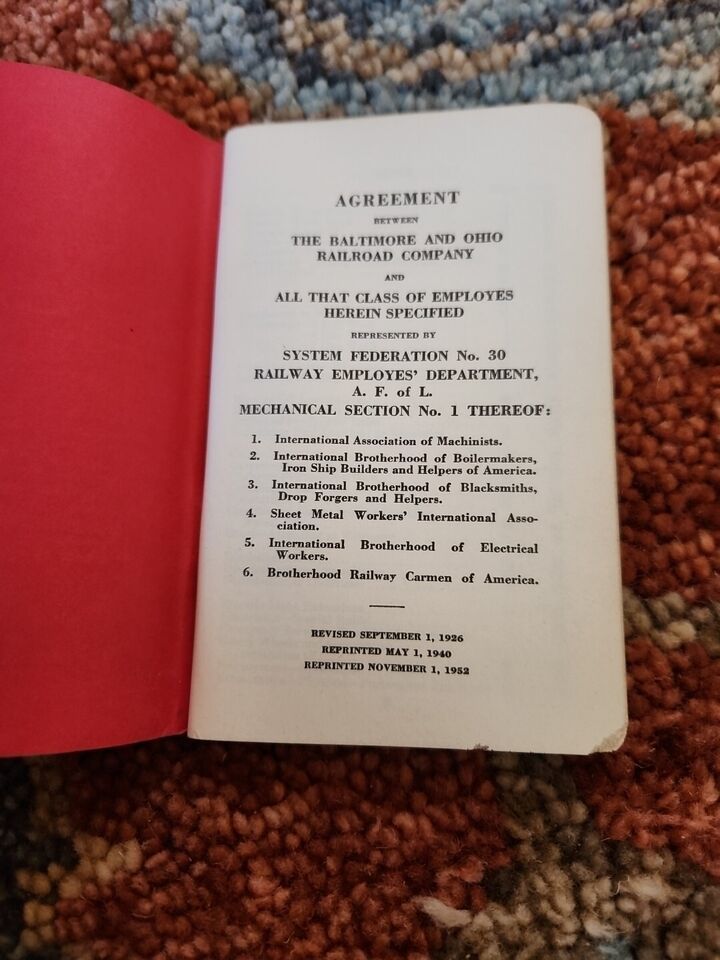 AGREEMENT
BETWEEN
THE BALTIMORE AND OHIO
RAILROAD COMPANY
AND
ALL THAT CLASS OF EMPLOYES
HEREIN SPECIFIED
REPRESENTED BY
SYSTEM FEDERATION No. 30
RAILWAY EMPLOYES' DEPARTMENT,
A. F. of L.
MECHANICAL SECTION No. 1 THEREOF:
1. International Association of Machinists.
2. International Brotherhood of Boilermakers,
Iron Ship Builders and Helpers of America.
3. International Brotherhood of Blacksmiths,
Drop Forgers and Helpers.
4. Sheet Metal Workers' International Asso-
ciation.
5. International Brotherhood of Electrical
Workers.
6. Brotherhood Railway Carmen of America.
REVISED SEPTEMBER 1, 1926
REPRINTED MAY 1, 1940
REPRINTED NOVEMBER 1, 1952